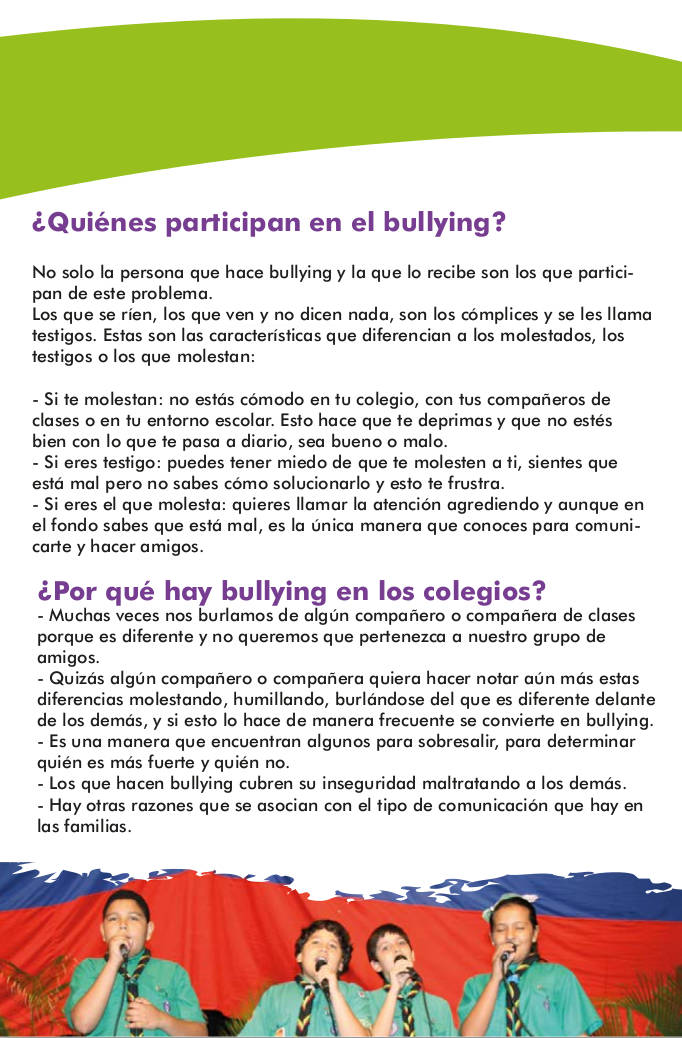 ¿Quiénes participan en el bullying?
No solo la persona que hace bullying y la que lo recibe son los que partici-
pan de este problema.
Los que se ríen, los que ven y no dicen nada, son los cómplices y se les llama
testigos. Estas son las características que diferencian a los molestados, los
testigos o los que molestan:
- Si te molestan: no estás cómodo en tu colegio, con tus compañeros de
clases o en tu entorno escolar. Esto hace que te deprimas y que no estés
bien con lo que te pasa a diario, sea bueno o malo.
- Si eres testigo: puedes tener miedo de que te molesten a ti, sientes que
está mal pero no sabes cómo solucionarlo y esto te frustra.
- Si eres el que molesta: quieres llamar la atención agrediendo y aunque en
el fondo sabes que está mal, es la única manera que conoces para comuni-
carte y hacer amigos.
¿Por qué hay bullying en los colegios?
- Muchas veces nos burlamos de algún compañero o compañera de clases
porque es diferente y no queremos que pertenezca a nuestro grupo de
amigos.
- Quizás algún compañero o compañera quiera hacer notar aún más estas
diferencias molestando, humillando, burlándose del que es diferente delante
de los demás, y si esto lo hace de manera frecuente se convierte en bullying.
- Es una manera que encuentran algunos para sobresalir, para determinar
quién es más fuerte y quién no.
- Los que hacen bullying cubren su inseguridad maltratando a los demás.
- Hay otras razones que se asocian con el tipo de comunicación que hay en
las familias.